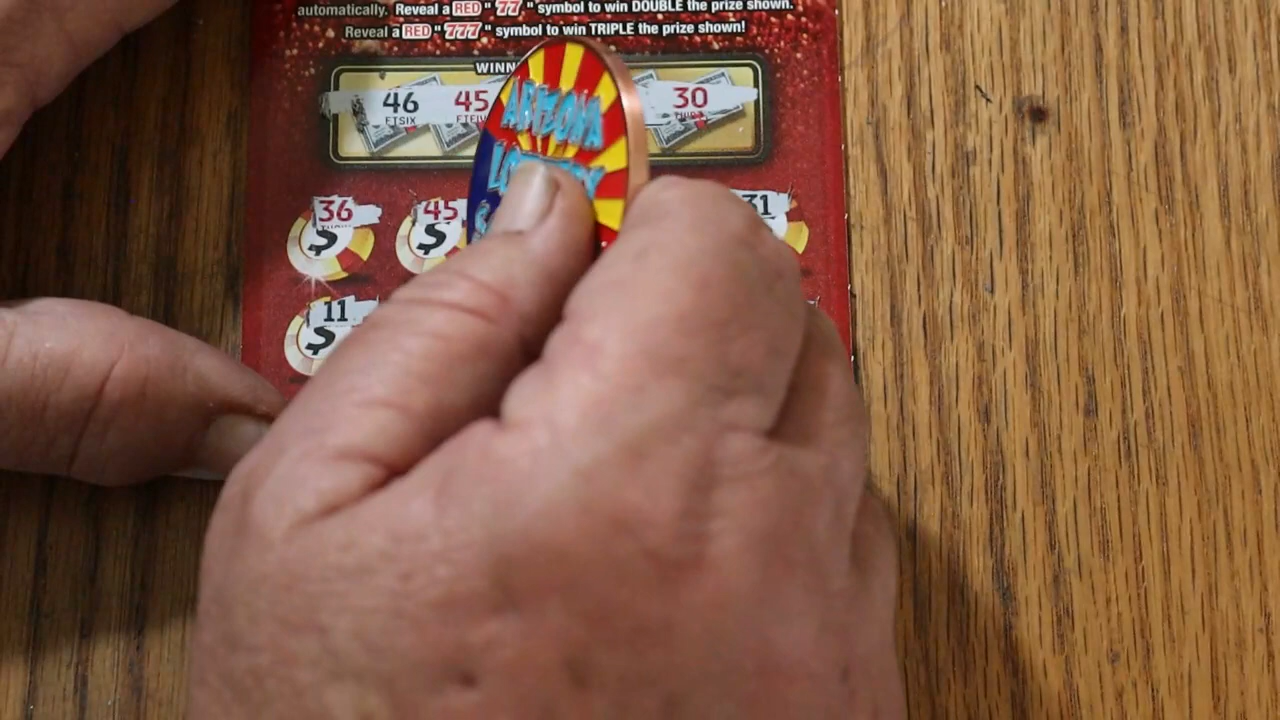 automatically. Reveal a RED "77" symbol to win DOUBLE the prize shown.
Reveal a RED "777" symbol to win TRIPLE the prize shown!
46 45 30
FTSIX
ARIZONA
LOTTERY
36 45 31
$ $
11
$